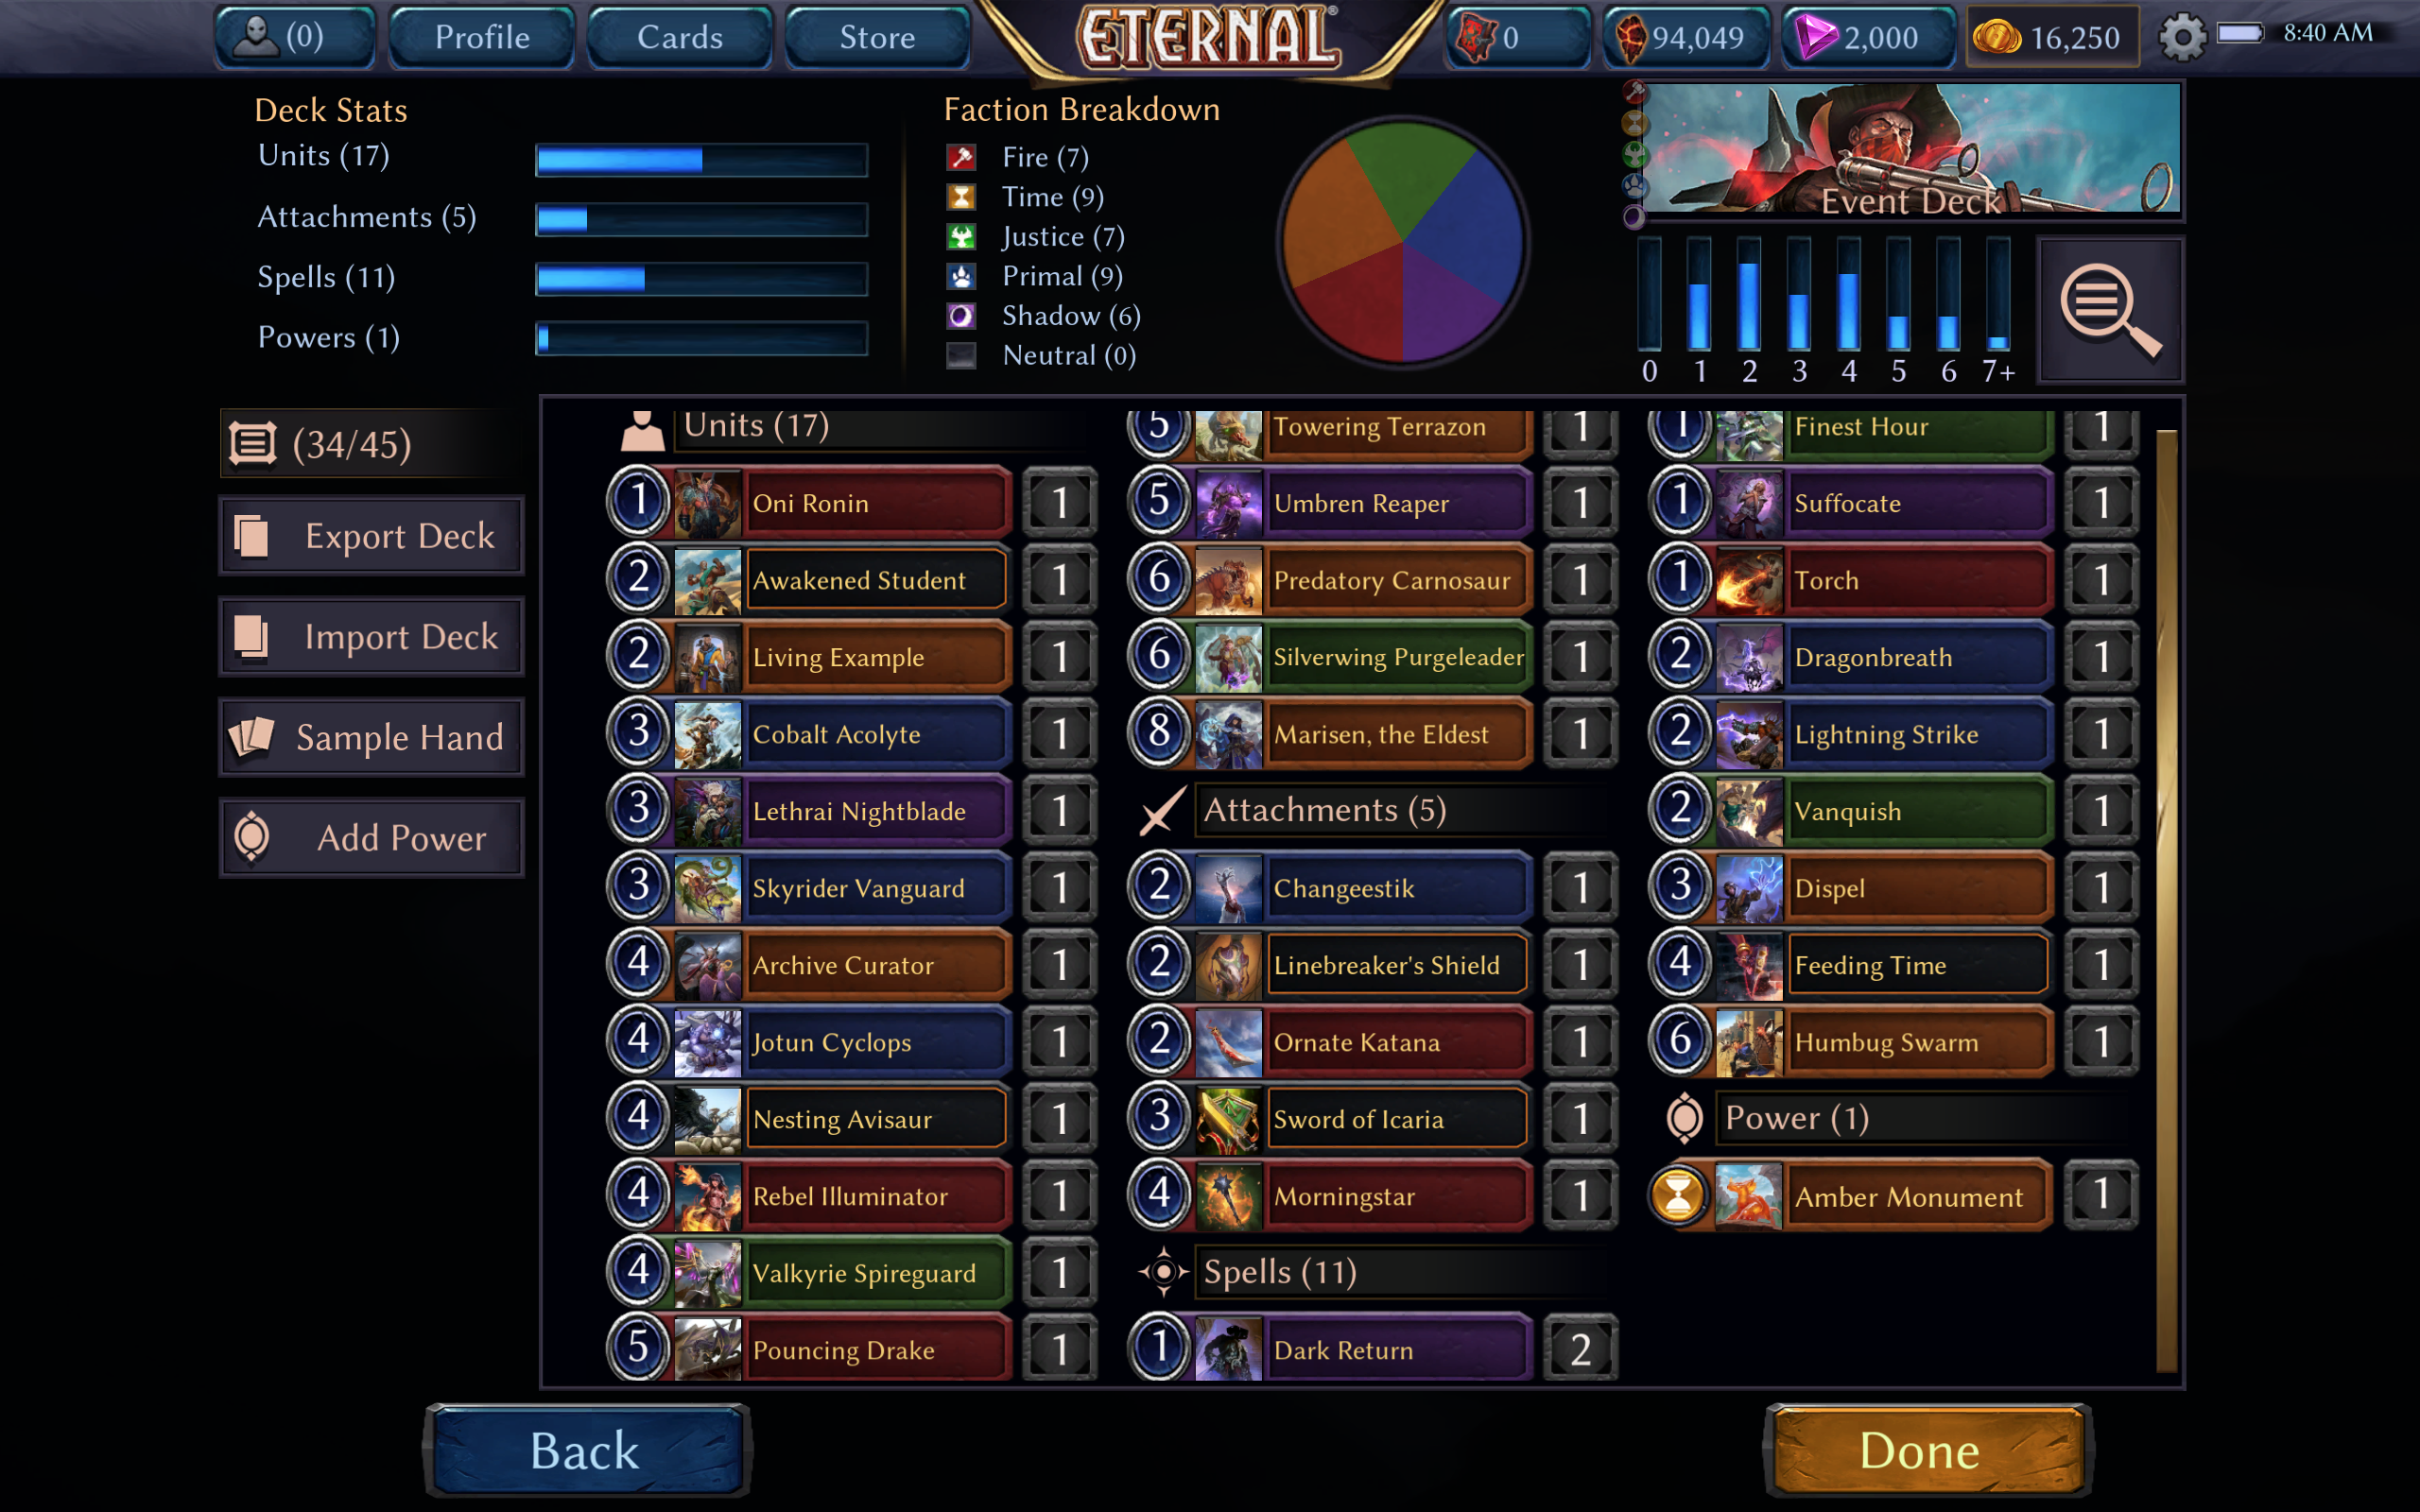 (0)
Profile
Cards
Store
ETERNAL
0
94,049
2,000
16,250
8:40 AM
Deck Stats
Units (17)
Attachments (5)
Spells (11)
Powers (1)
Faction Breakdown
Fire (7)
Time (9)
Justice (7)
Primal (9)
Shadow (6)
Neutral (0)
Event Deck
0 1 2 3 4 5 6 7+
(34/45)
Export Deck
Import Deck
Sample Hand
Add Power
Units (17)
1 Oni Ronin 1
2 Awakened Student 1
2 Living Example 1
3 Cobalt Acolyte 1
3 Lethrai Nightblade 1
3 Skyrider Vanguard 1
4 Archive Curator 1
4 Jotun Cyclops 1
4 Nesting Avisaur 1
4 Rebel Illuminator 1
4 Valkyrie Spireguard 1
5 Pouncing Drake 1
5 Towering Terrazon 1
5 Umbren Reaper 1
6 Predatory Carnosaur 1
6 Silverwing Purgeleader 1
8 Marisen, the Eldest 1
Attachments (5)
2 Changeestik 1
2 Linebreaker's Shield 1
2 Ornate Katana 1
3 Sword of Icaria 1
4 Morningstar 1
Spells (11)
1 Dark Return 2
1 Finest Hour 1
1 Suffocate 1
1 Torch 1
2 Dragonbreath 1
2 Lightning Strike 1
2 Vanquish 1
3 Dispel 1
4 Feeding Time 1
6 Humbug Swarm 1
Power (1)
Amber Monument 1
Back
Done